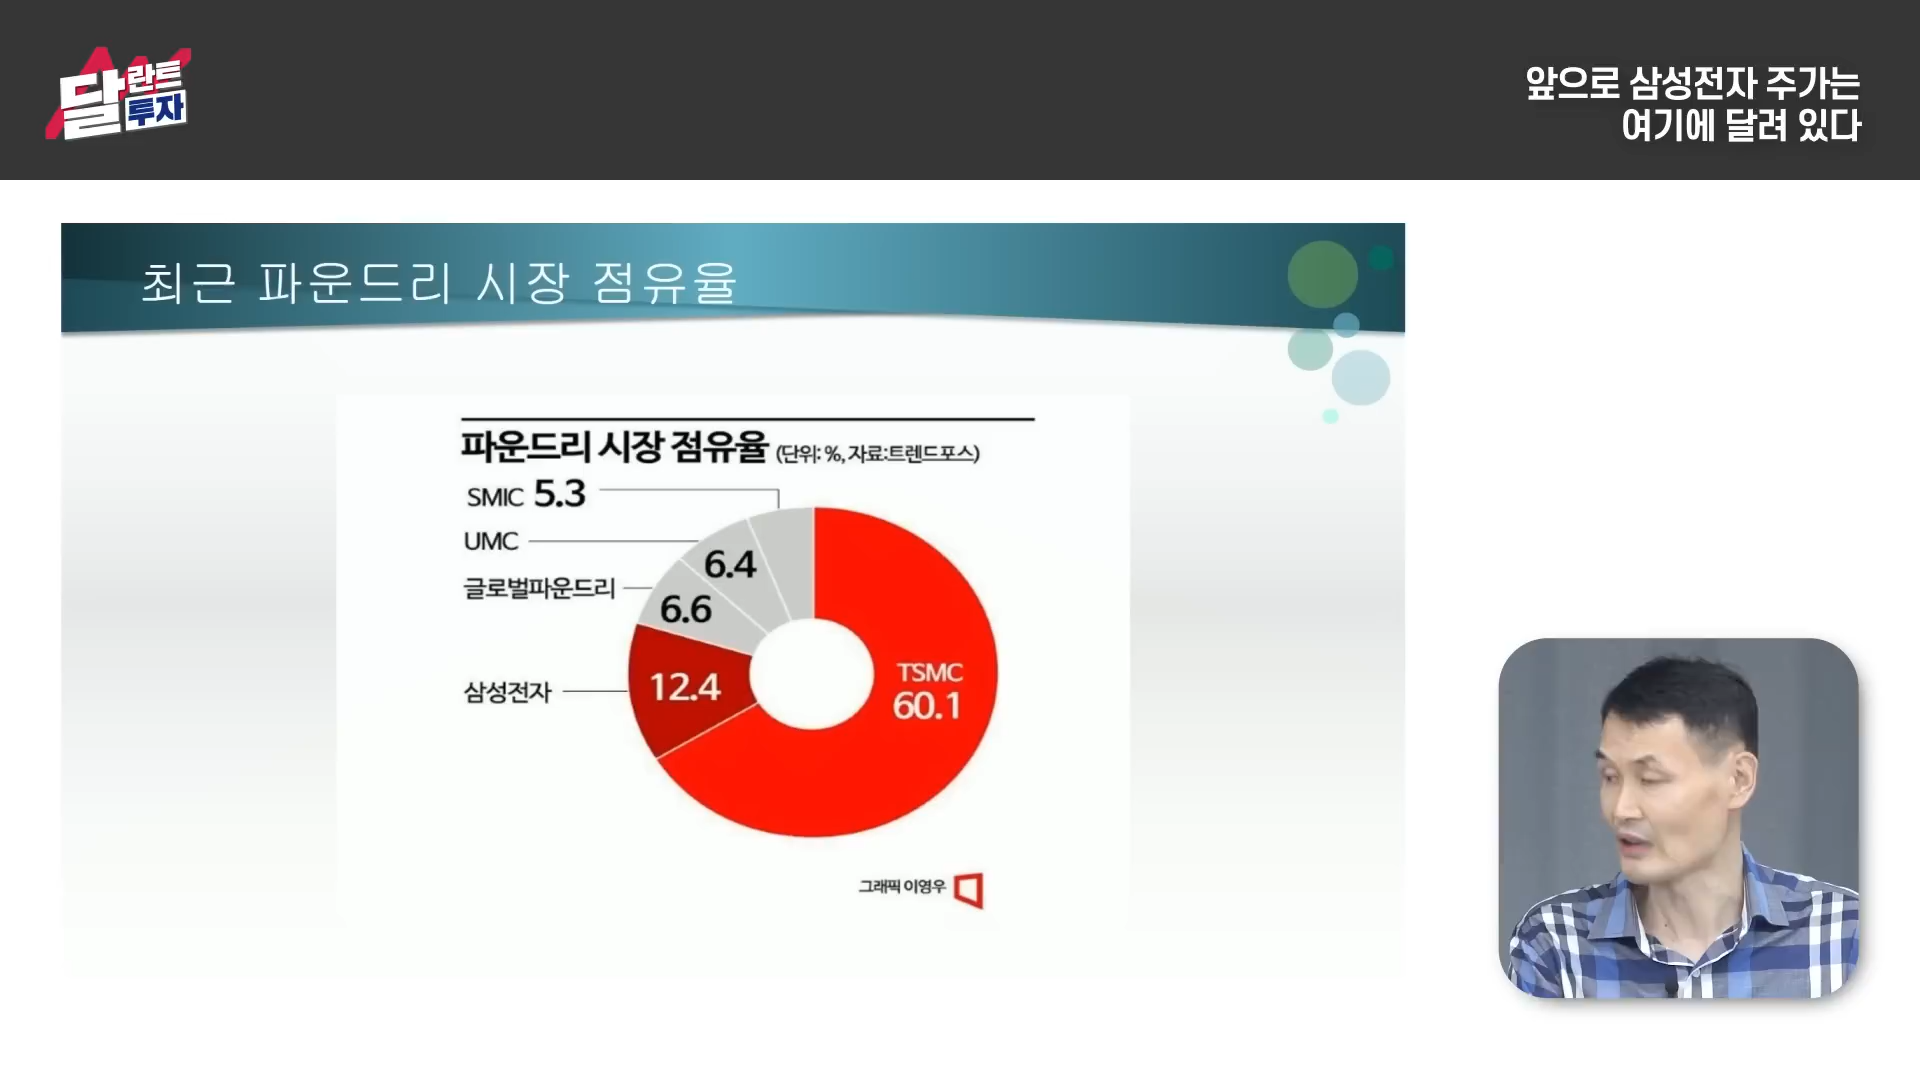 달란트
투자
앞으로 삼성전자 주가는
여기에 달려 있다
최근 파운드리 시장 점유율
파운드리 시장 점유율 (단위: %, 자료:트렌드포스)
SMIC 5.3
UMC 6.4
글로벌파운드리 6.6
삼성전자 12.4
TSMC
60.1
그래픽 이영우